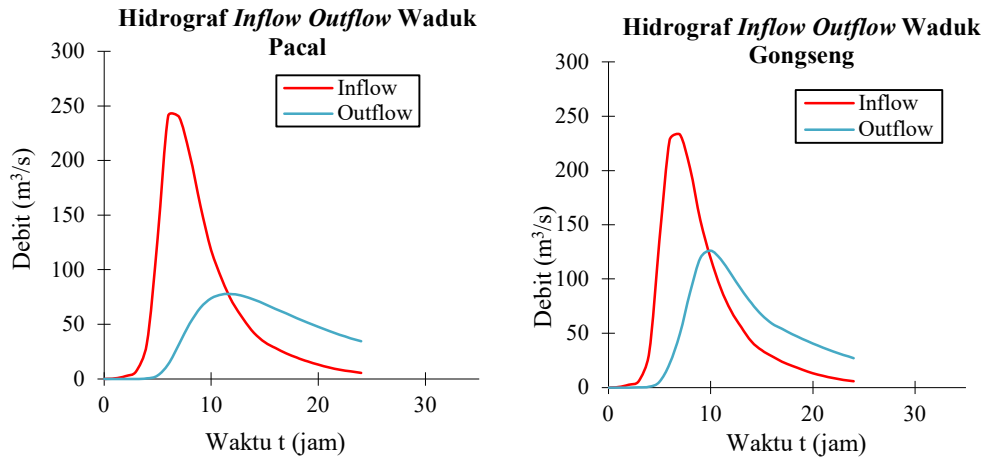 Hidrograf Inflow Outflow Waduk
Pacal
300
250
200
150
100
50
0
0
10
20
30
Debit (m³/s)
Waktu t (jam)
Inflow
Outflow
Hidrograf Inflow Outflow Waduk
Gongseng
300
250
200
150
100
50
0
0
10
20
30
Debit (m³/s)
Waktu t (jam)
Inflow
Outflow